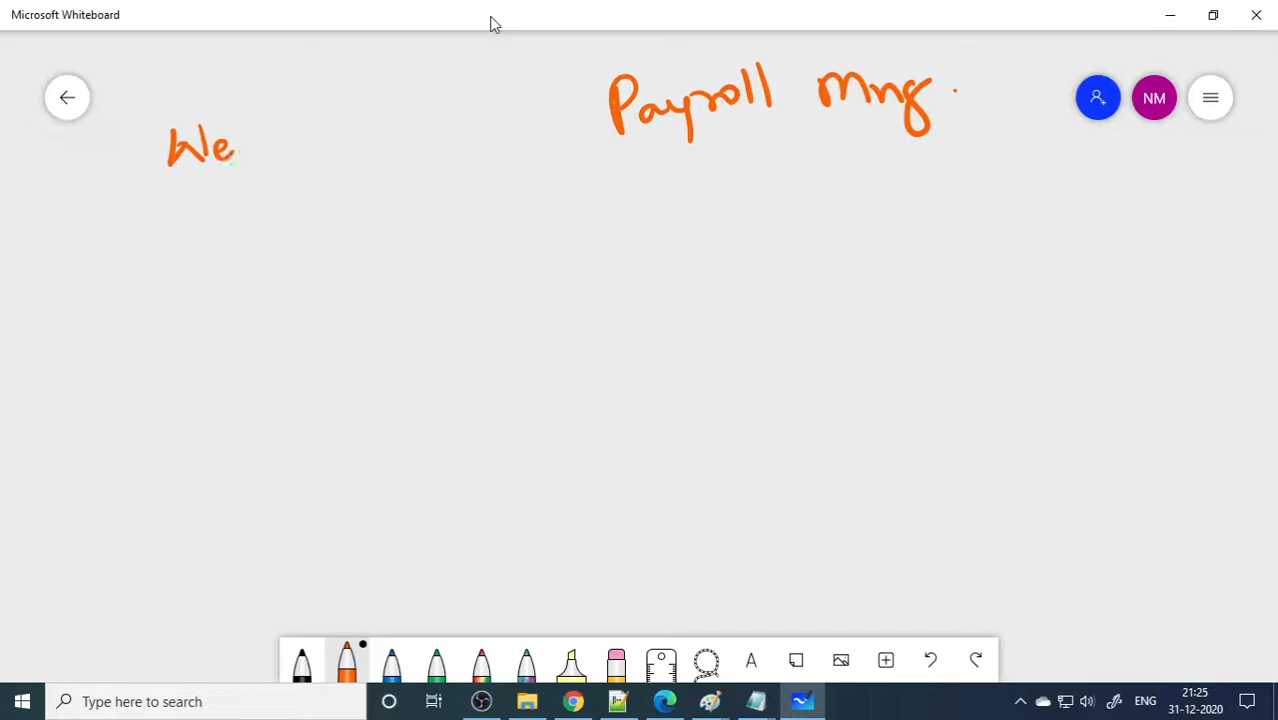 Microsoft Whiteboard
Payroll Mng.
NM
We
A
Type here to search
ENG
21:25
31-12-2020